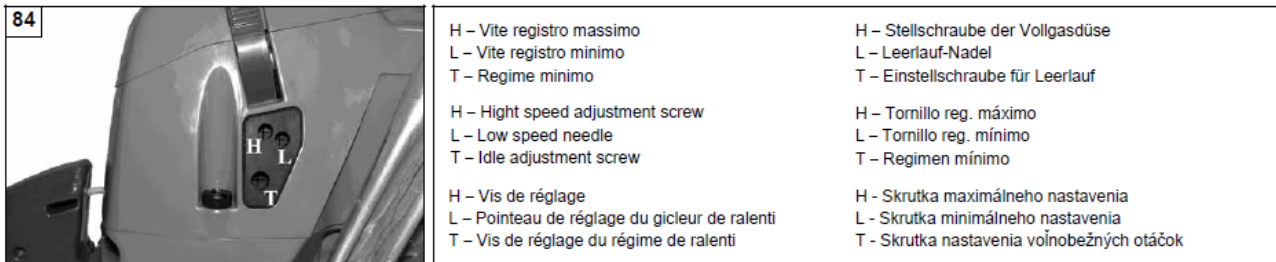 84
H
L
T
H – Vite registro massimo
L – Vite registro minimo
T – Regime minimo
H – Hight speed adjustment screw
L – Low speed needle
T – Idle adjustment screw
H – Vis de réglage
L – Pointeau de réglage du gicleur de ralenti
T – Vis de réglage du régime de ralenti
H – Stellschraube der Vollgasdüse
L – Leerlauf-Nadel
T – Einstellschraube für Leerlauf
H – Tornillo reg. máximo
L – Tornillo reg. mínimo
T – Regimen mínimo
H - Skrutka maximálneho nastavenia
L - Skrutka minimálneho nastavenia
T - Skrutka nastavenia voĺnobežných otáčok